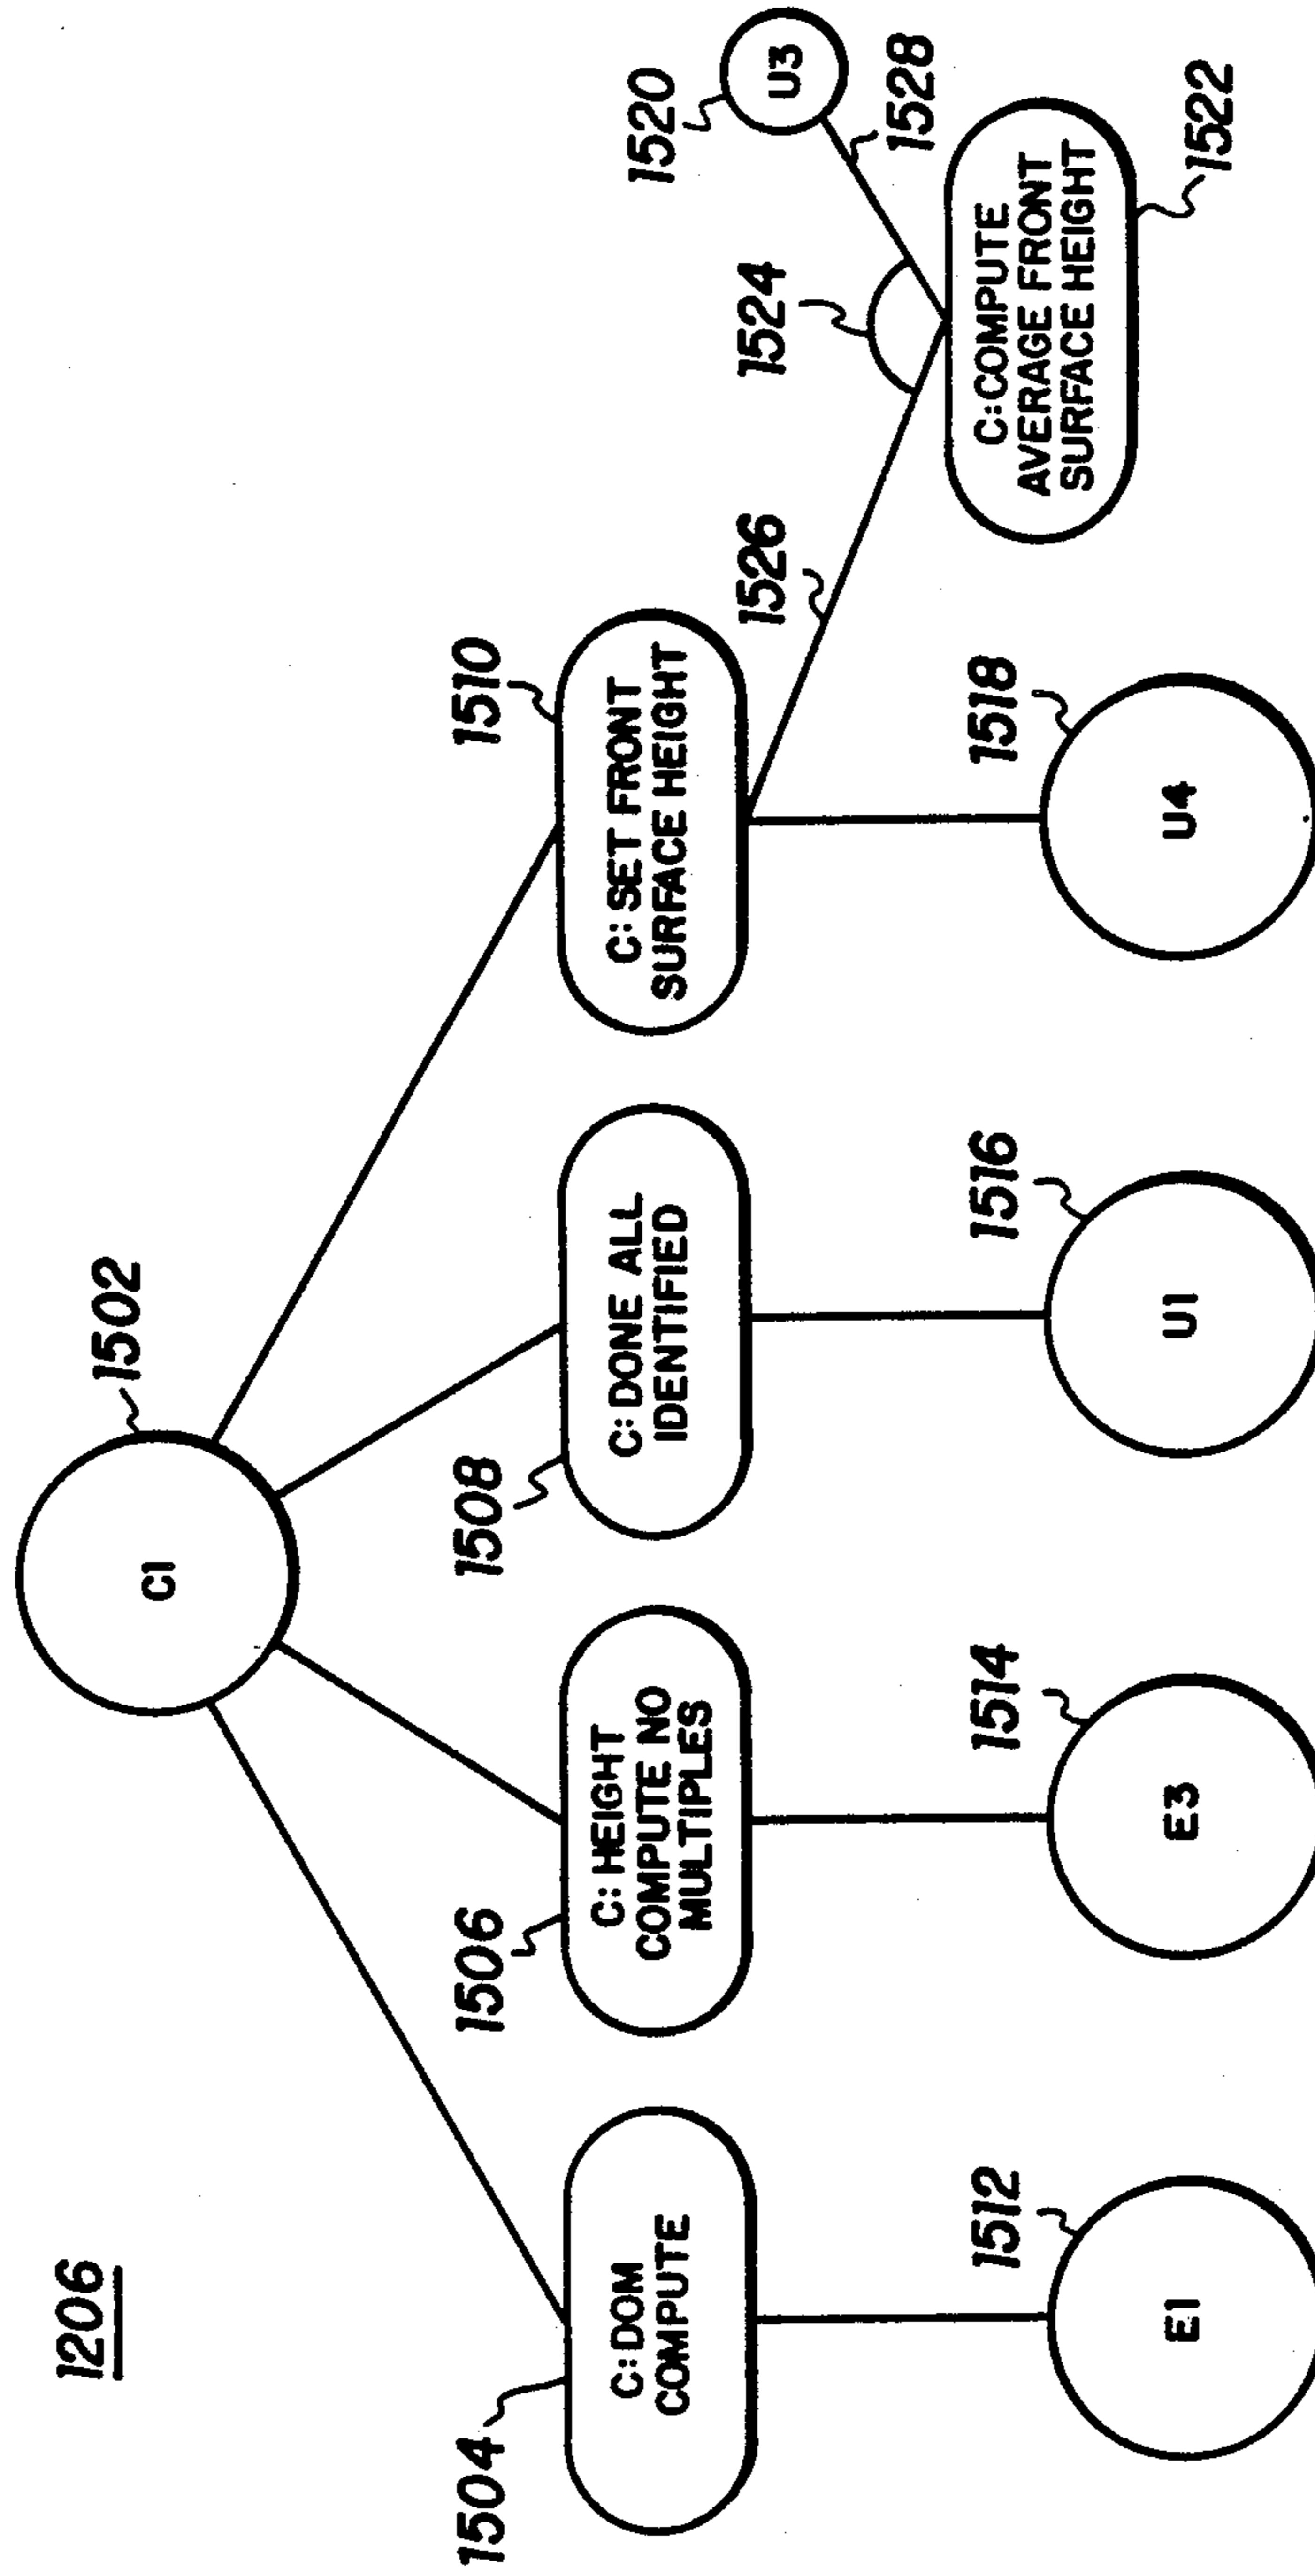 1206
1502
C1
1504
C: DOM
COMPUTE
1506
C: HEIGHT
COMPUTE NO
MULTIPLES
1508
C: DONE ALL
IDENTIFIED
1510
C: SET FRONT
SURFACE HEIGHT
1512
E1
1514
E3
1516
U1
1518
U4
1526
1524
1520
U3
1528
C: COMPUTE
AVERAGE FRONT
SURFACE HEIGHT
1522